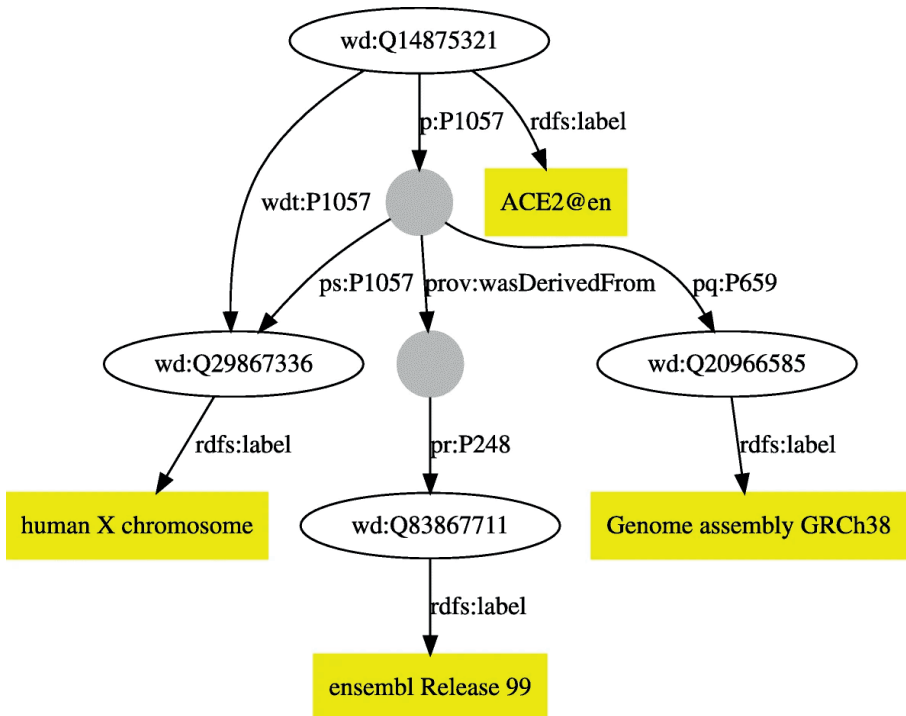 wd:Q14875321
p:P1057
rdfs:label
wdt:P1057
ACE2@en
ps:P1057
prov:wasDerivedFrom
pq:P659
wd:Q29867336
wd:Q20966585
rdfs:label
pr:P248
rdfs:label
human X chromosome
wd:Q83867711
Genome assembly GRCh38
rdfs:label
ensembl Release 99